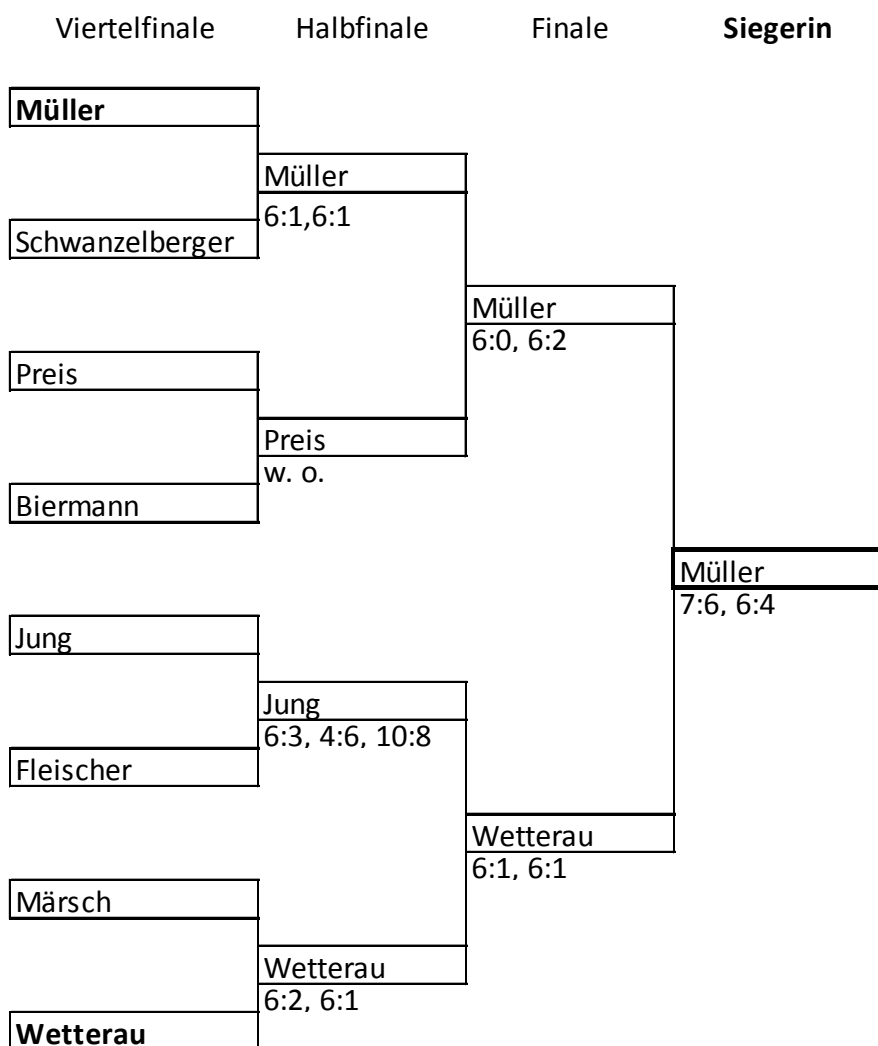 Viertelfinale Halbfinale Finale Siegerin
Müller
Müller
6:1,6:1
Schwanzelberger
Müller
6:0, 6:2
Preis
Preis
w. o.
Biermann
Müller
7:6, 6:4
Jung
Jung
6:3, 4:6, 10:8
Fleischer
Wetterau
6:1, 6:1
Märsch
Wetterau
6:2, 6:1
Wetterau